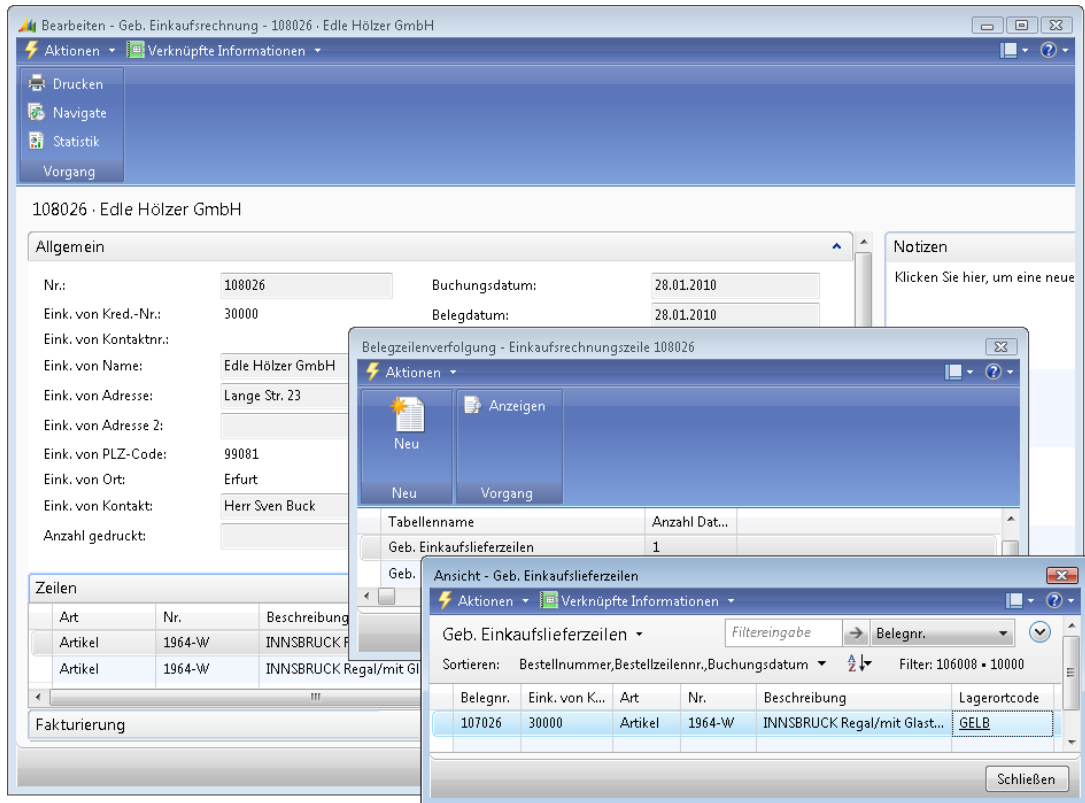 Bearbeiten - Geb. Einkaufsrechnung - 108026 · Edle Hölzer GmbH
Aktionen Verknüpfte Informationen
Drucken
Navigate
Statistik
Vorgang
108026 · Edle Hölzer GmbH
Allgemein
Nr.: 108026 Buchungsdatum: 28.01.2010
Eink. von Kred.-Nr.: 30000 Belegdatum: 28.01.2010
Eink. von Kontaktnr.:
Eink. von Name: Edle Hölzer GmbH
Eink. von Adresse: Lange Str. 23
Eink. von Adresse 2:
Eink. von PLZ-Code: 99081
Eink. von Ort: Erfurt
Eink. von Kontakt: Herr Sven Buck
Anzahl gedruckt:
Notizen
Klicken Sie hier, um eine neue
Zeilen
Art Nr. Beschreibung
Artikel 1964-W INNSBRUCK
Artikel 1964-W INNSBRUCK Regal/mit Gl
Fakturierung
Belegzeilenverfolgung - Einkaufsrechnungszeile 108026
Aktionen
Neu
Anzeigen
Neu Vorgang
Tabellenname Anzahl Dat...
Geb. Einkaufslieferzeilen 1
Geb.
Ansicht - Geb. Einkaufslieferzeilen
Aktionen Verknüpfte Informationen
Geb. Einkaufslieferzeilen Filtereingabe Belegnr.
Sortieren: Bestellnummer,Bestellzeilennr.,Buchungsdatum Filter: 106008 • 10000
Belegnr. Eink. von K... Art Nr. Beschreibung Lagerortcode
107026 30000 Artikel 1964-W INNSBRUCK Regal/mit Glast... GELB
Schließen